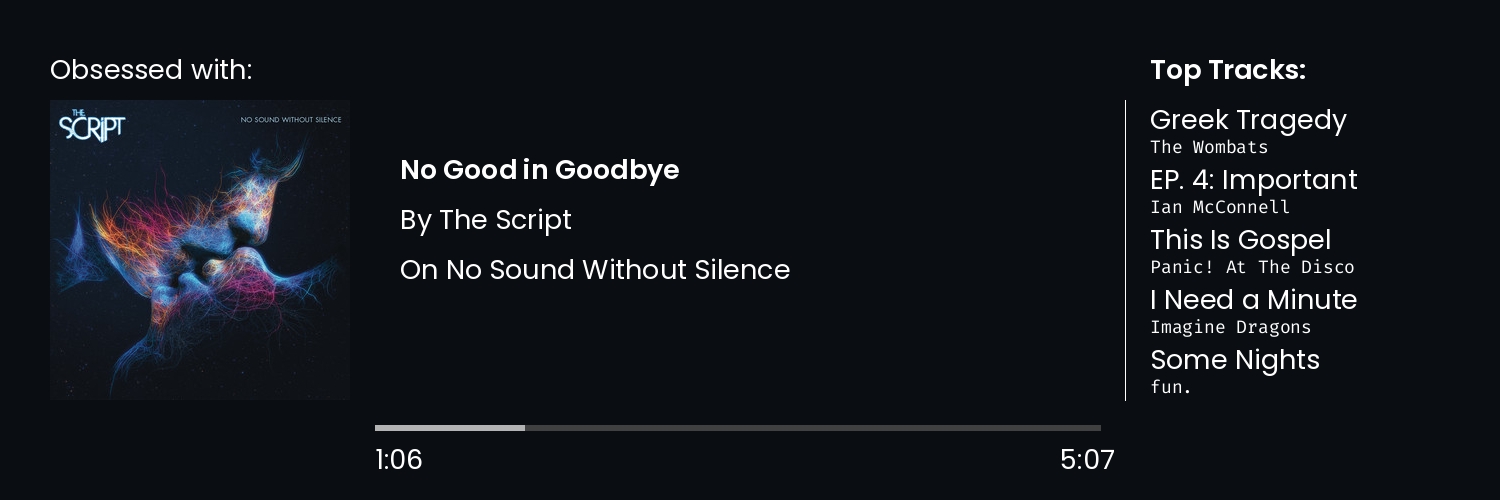 Obsessed with:
THE
SCRIPT
NO SOUND WITHOUT SILENCE
No Good in Goodbye
By The Script
On No Sound Without Silence
1:06
5:07
Top Tracks:
Greek Tragedy
The Wombats
EP. 4: Important
Ian McConnell
This Is Gospel
Panic! At The Disco
I Need a Minute
Imagine Dragons
Some Nights
fun.